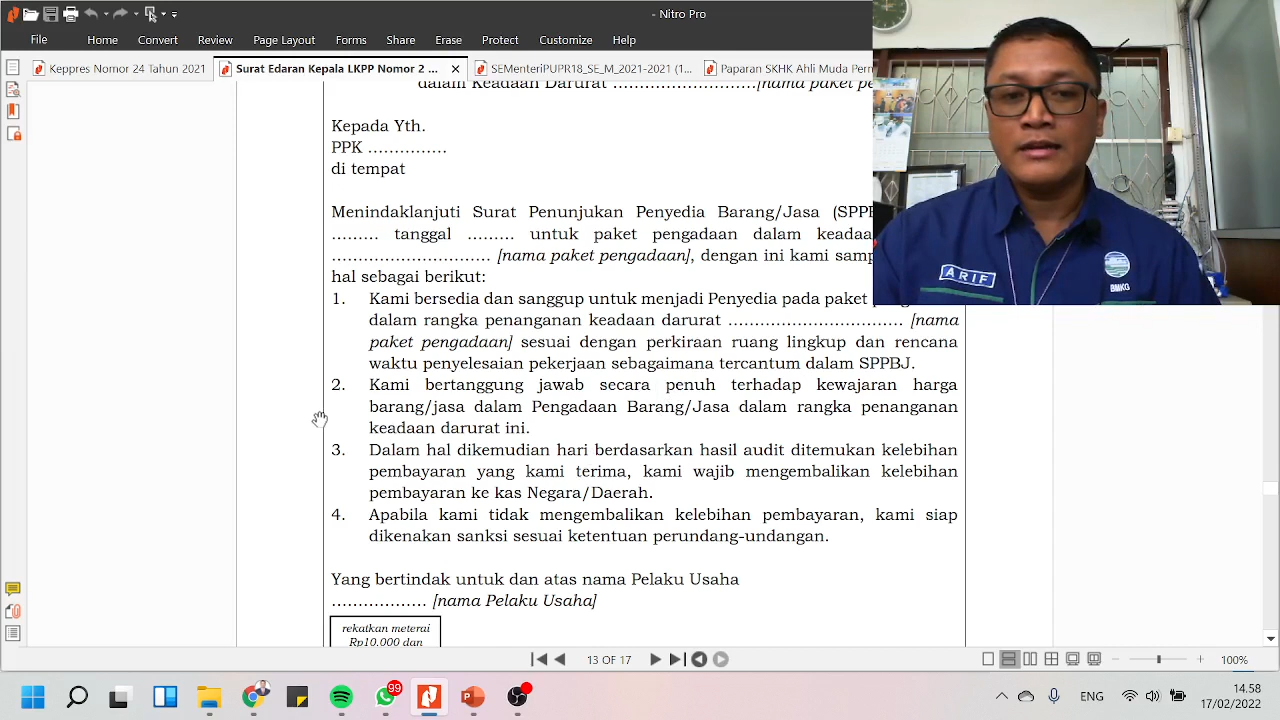 - Nitro Pro
File Home Convert Review Page Layout Forms Share Erase Protect Customize Help
Keppres Nomor 24 Tahun 2021
Surat Edaran Kepala LKPP Nomor 2 ...
SEMenteriPUPR18_SE_M_2021-2021 (1...
Paparan SKHK Ahli Muda Perm
dalam Keadaan Darurat ...........................[nama paket pe
Kepada Yth.
PPK ...............
di tempat
Menindaklanjuti Surat Penunjukan Penyedia Barang/Jasa (SPPB
......... tanggal ......... untuk paket pengadaan dalam keadaa
.............................. [nama paket pengadaan], dengan ini kami samp
hal sebagai berikut:
1. Kami bersedia dan sanggup untuk menjadi Penyedia pada paket
dalam rangka penanganan keadaan darurat ................................. [nama
paket pengadaan] sesuai dengan perkiraan ruang lingkup dan rencana
waktu penyelesaian pekerjaan sebagaimana tercantum dalam SPPBJ.
2. Kami bertanggung jawab secara penuh terhadap kewajaran harga
barang/jasa dalam Pengadaan Barang/Jasa dalam rangka penanganan
keadaan darurat ini.
3. Dalam hal dikemudian hari berdasarkan hasil audit ditemukan kelebihan
pembayaran yang kami terima, kami wajib mengembalikan kelebihan
pembayaran ke kas Negara/Daerah.
4. Apabila kami tidak mengembalikan kelebihan pembayaran, kami siap
dikenakan sanksi sesuai ketentuan perundang-undangan.
Yang bertindak untuk dan atas nama Pelaku Usaha
.................. [nama Pelaku Usaha]
rekatkan meterai
Rp10.000 dan
ARIF
BMKG
13 OF 17
100%
99
ENG
14.58
17/02/2022